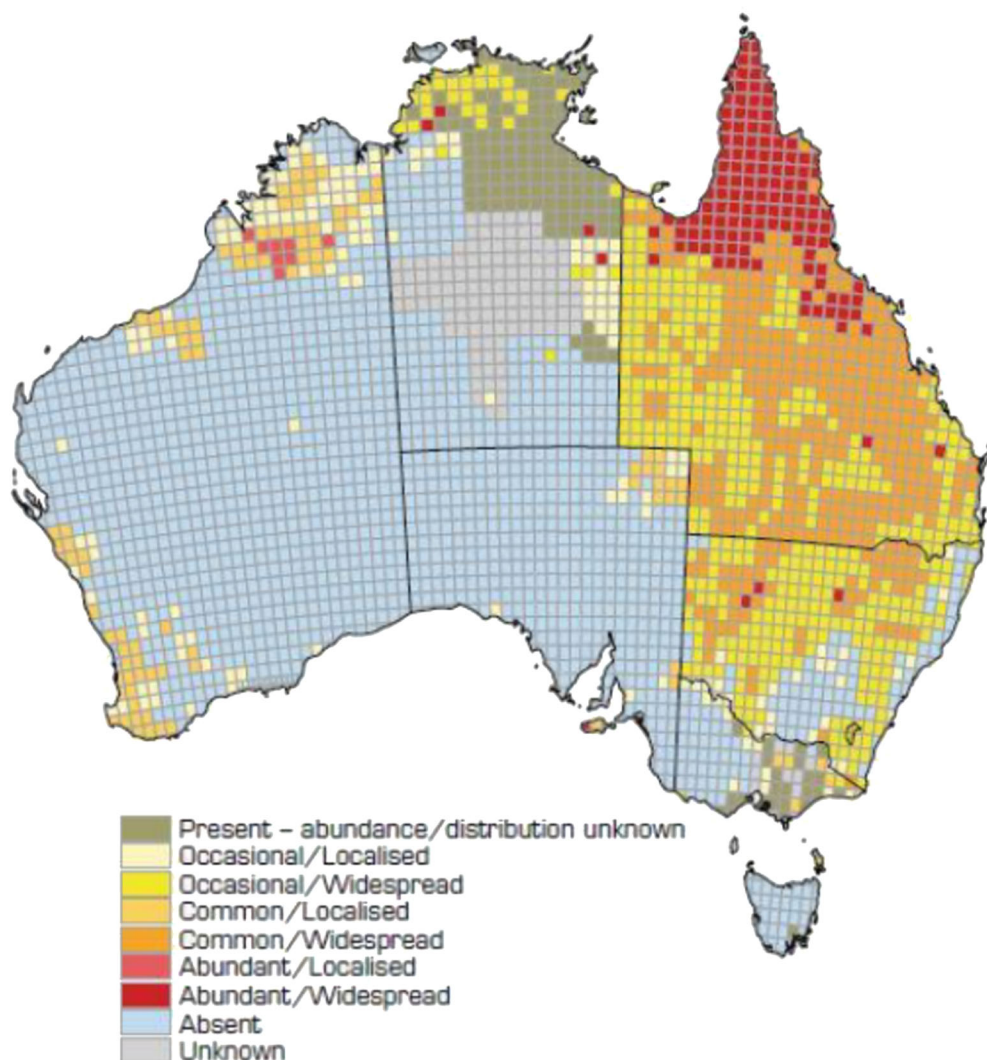 Present – abundance/distribution unknown
Occasional/Localised
Occasional/Widespread
Common/Localised
Common/Widespread
Abundant/Localised
Abundant/Widespread
Absent
Unknown